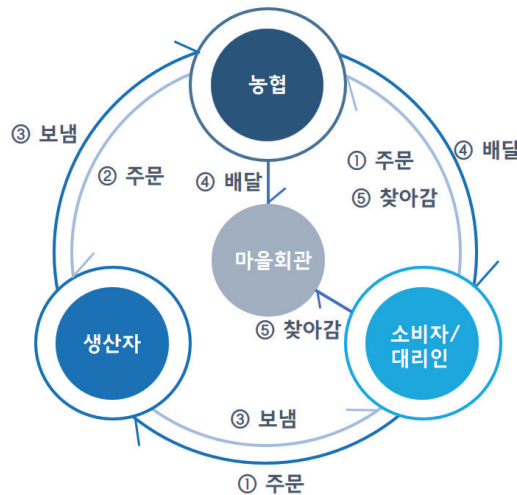 농협
③ 보냄
② 주문
④ 배달
① 주문
⑤ 찾아감
④ 배달
마을회관
생산자
⑤ 찾아감
소비자/
대리인
③ 보냄
① 주문